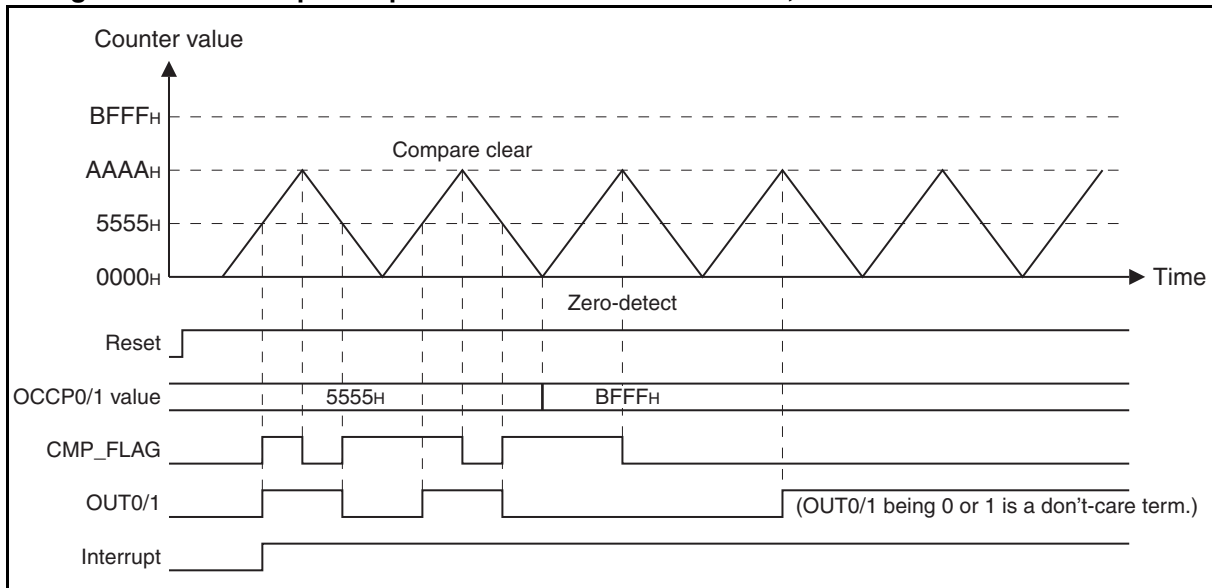 Counter value
BFFFH
Compare clear
AAAAH
5555H
0000H
Time
Zero-detect
Reset
OCCP0/1 value
5555H
BFFFH
CMP_FLAG
OUT0/1
(OUT0/1 being 0 or 1 is a don't-care term.)
Interrupt